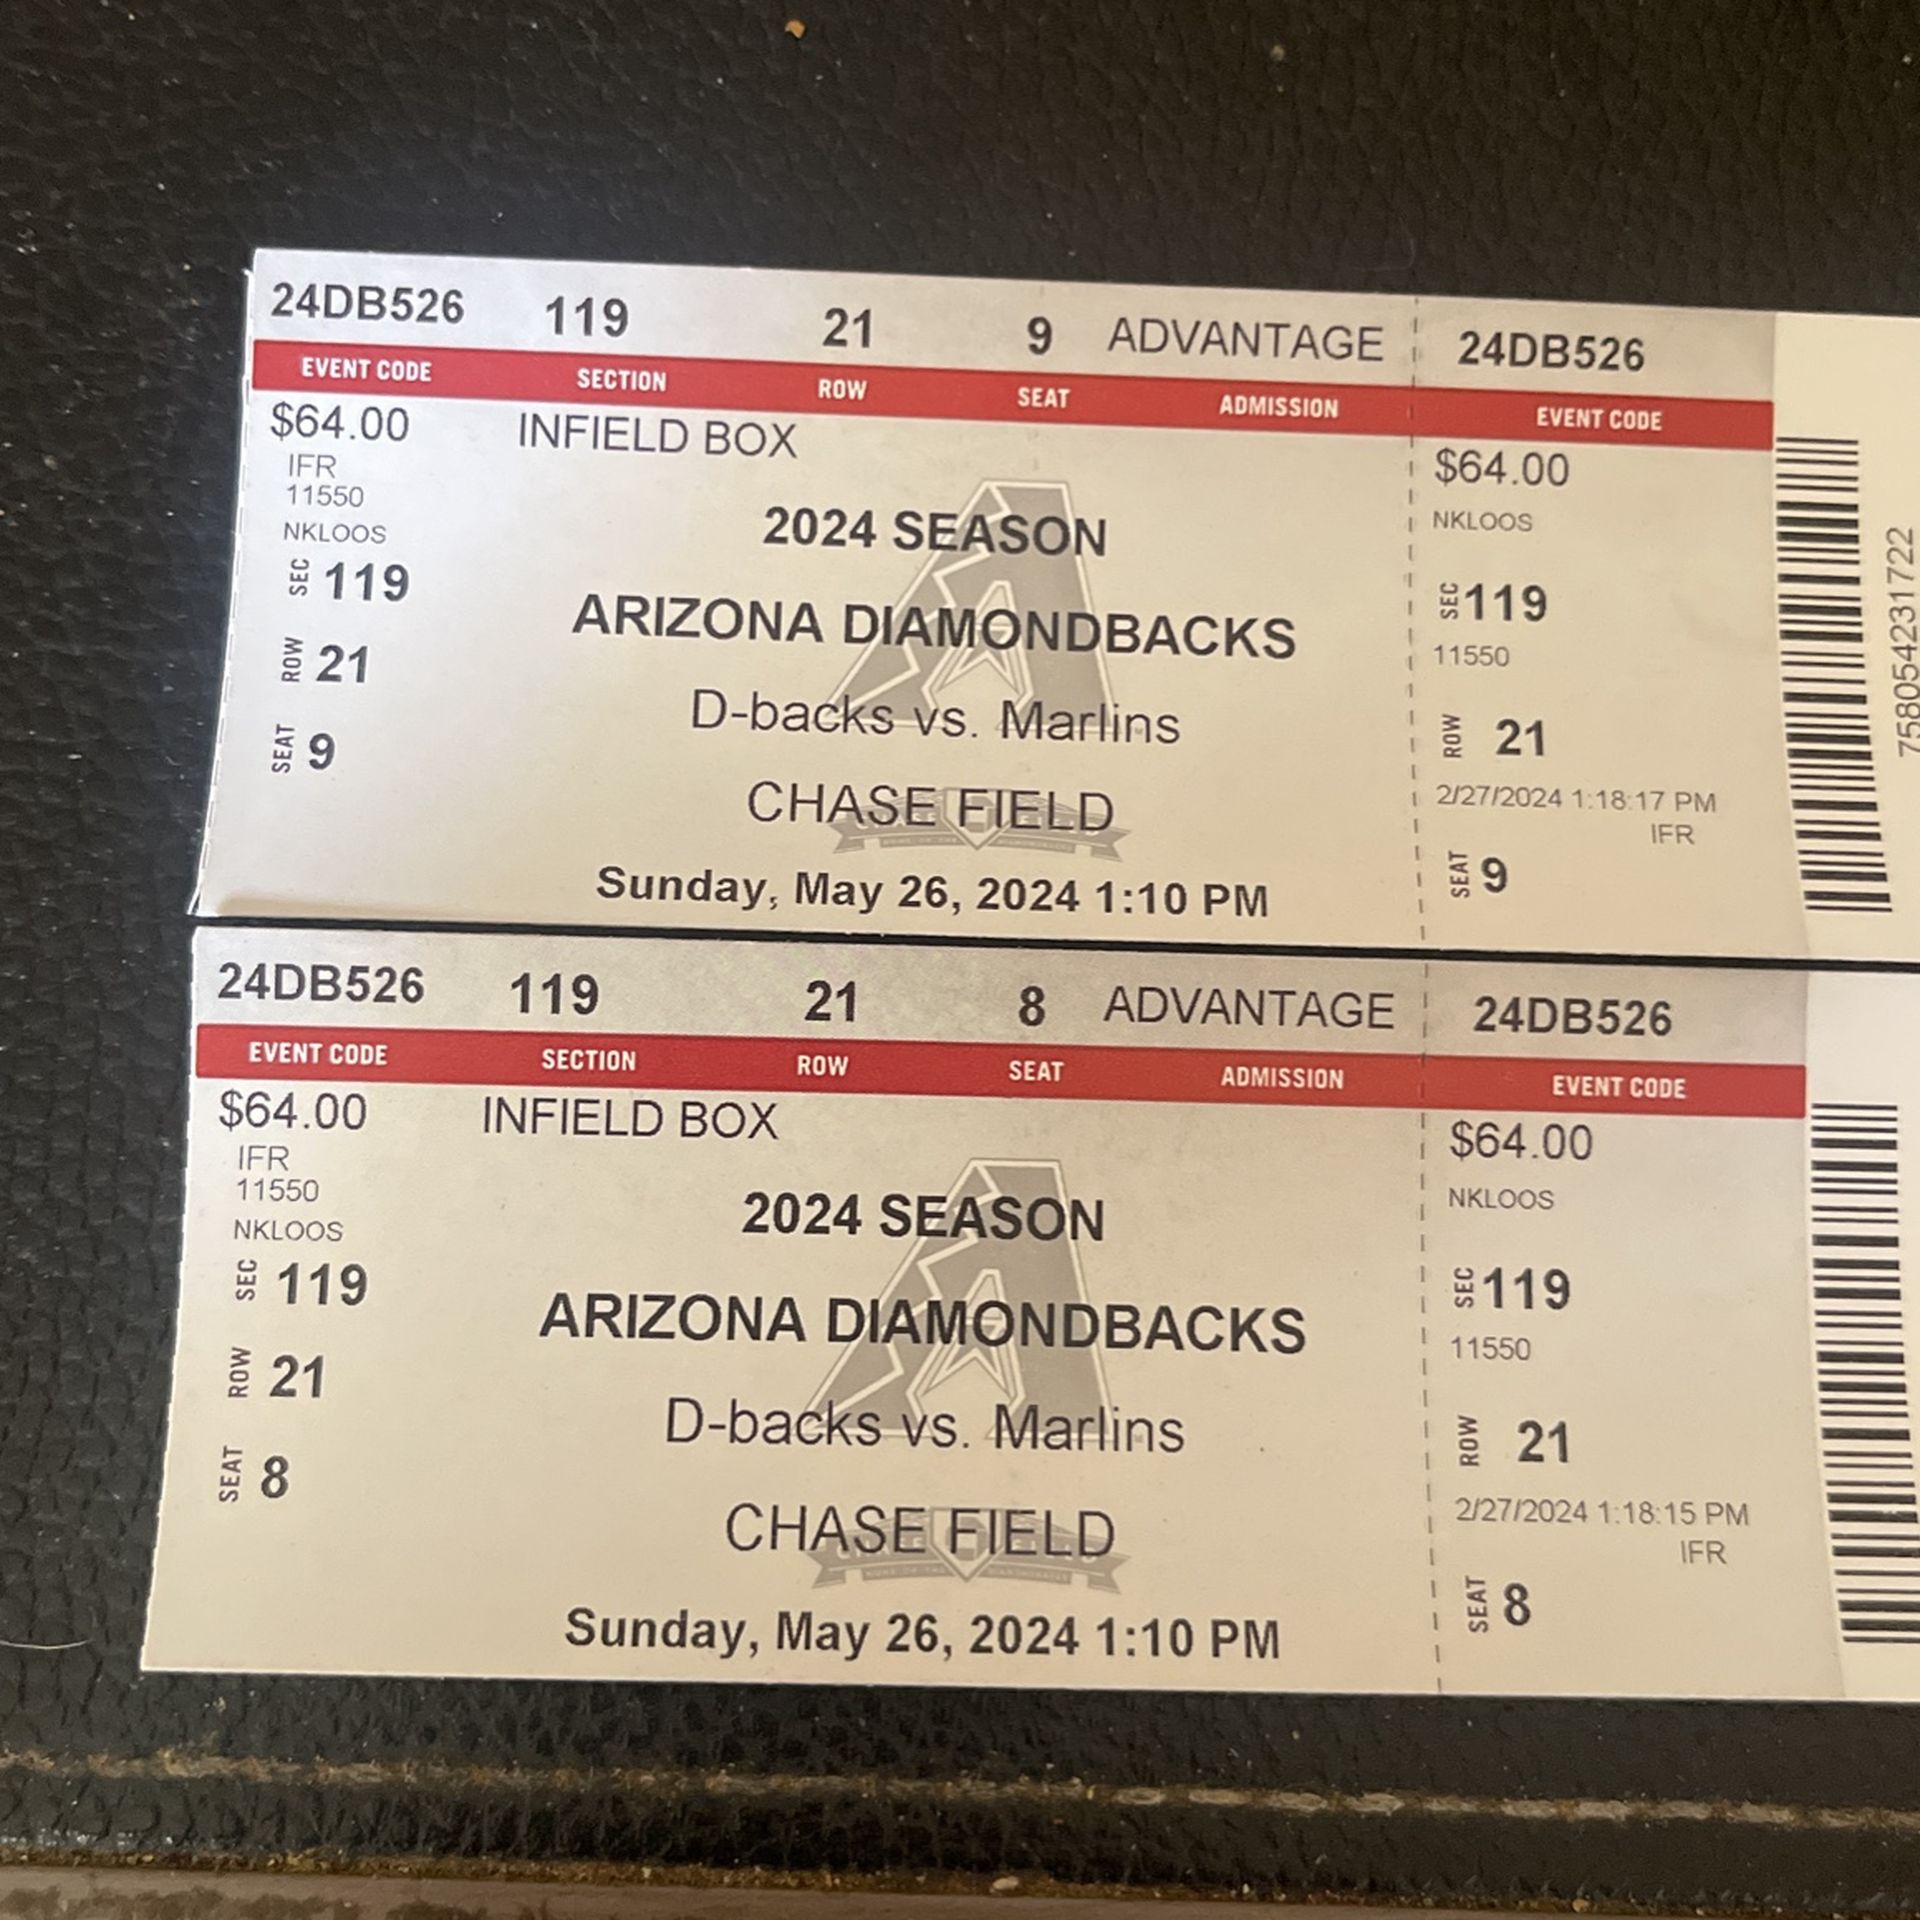 24DB526 119 21 9 ADVANTAGE 24DB526
EVENT CODE SECTION ROW SEAT ADMISSION EVENT CODE
$64.00 INFIELD BOX $64.00
IFR
11550
NKLOOS NKLOOS
2024 SEASON
SEC 119 SEC 119
ARIZONA DIAMONDBACKS
11550
ROW 21 ROW 21
D-backs vs. Marlins
SEAT 9
CHASE FIELD
2/27/2024 1:18:17 PM
IFR
Sunday, May 26, 2024 1:10 PM
SEAT 9
758054231722
24DB526 119 21 8 ADVANTAGE 24DB526
EVENT CODE SECTION ROW SEAT ADMISSION EVENT CODE
$64.00 INFIELD BOX $64.00
IFR
11550
NKLOOS NKLOOS
2024 SEASON
SEC 119 SEC 119
ARIZONA DIAMONDBACKS
11550
ROW 21 ROW 21
D-backs vs. Marlins
SEAT 8
CHASE FIELD
2/27/2024 1:18:15 PM
IFR
Sunday, May 26, 2024 1:10 PM
SEAT 8